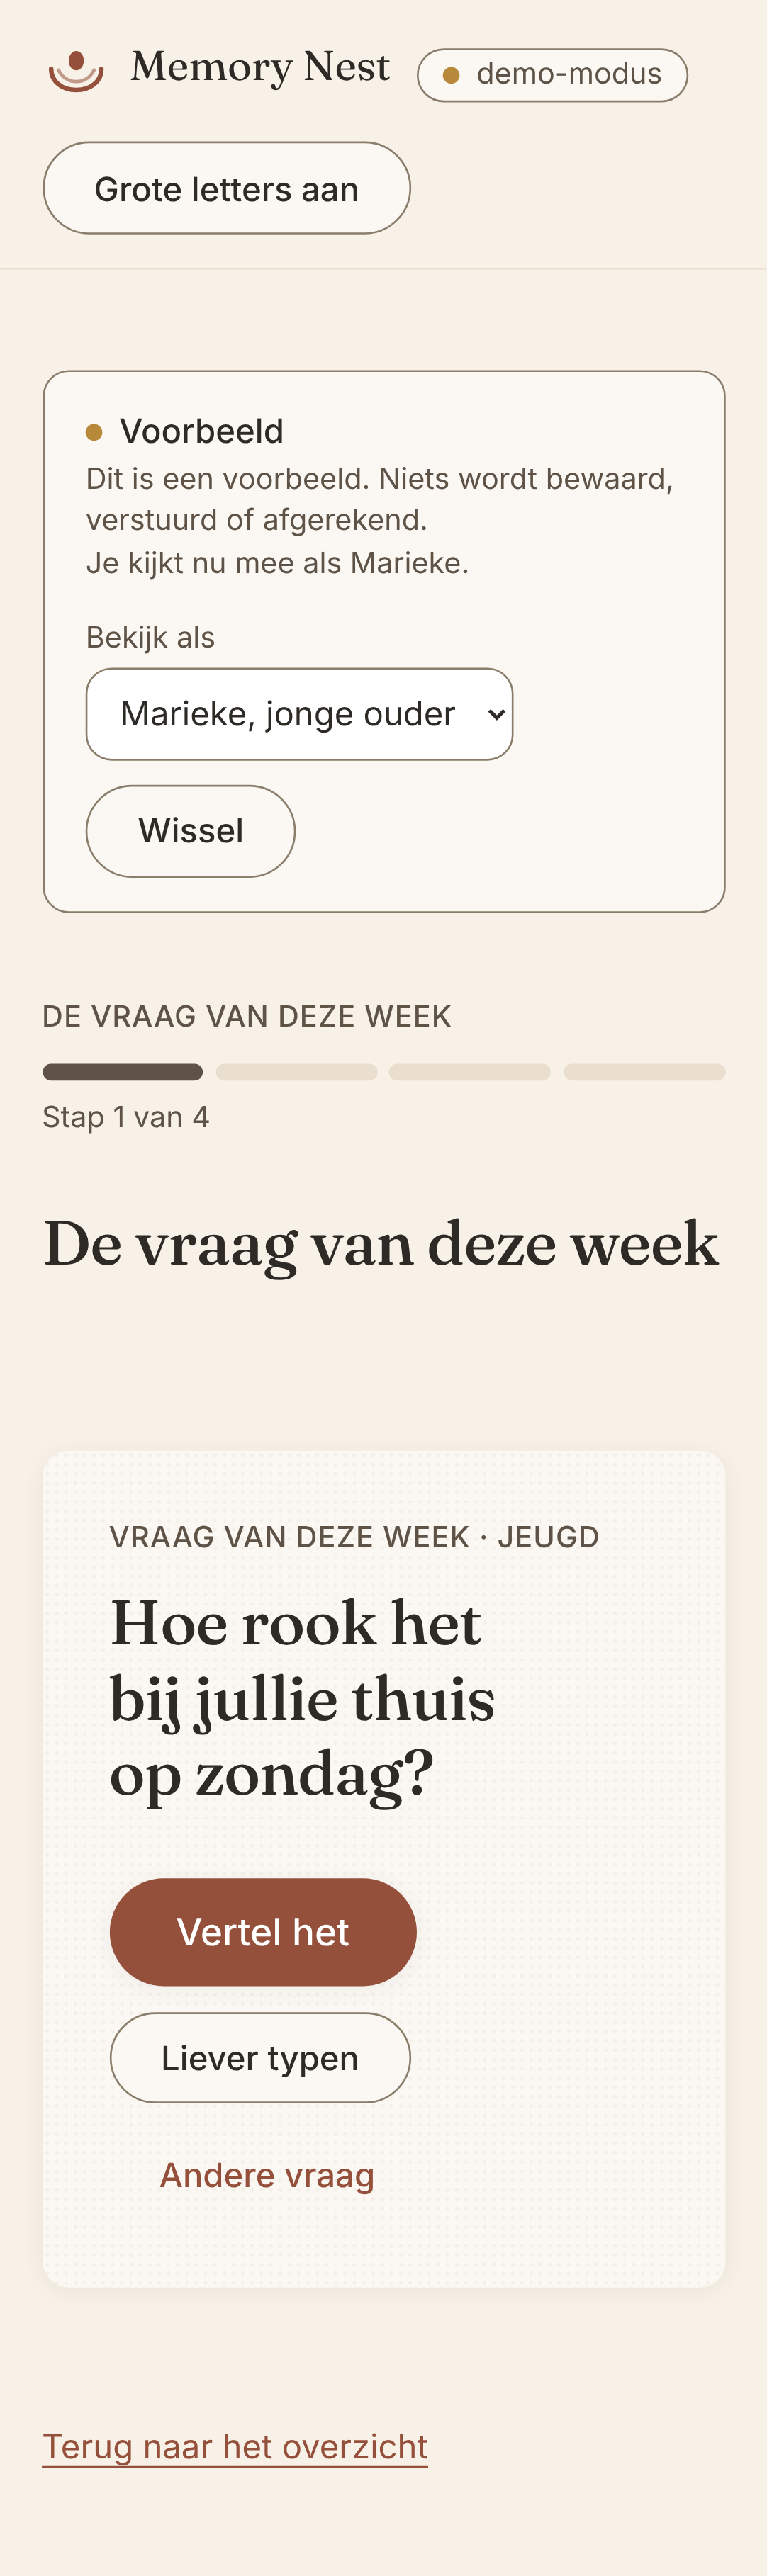 Memory Nest
demo-modus
Grote letters aan
Voorbeeld
Dit is een voorbeeld. Niets wordt bewaard,
verstuurd of afgerekend.
Je kijkt nu mee als Marieke.
Bekijk als
Marieke, jonge ouder
Wissel
DE VRAAG VAN DEZE WEEK
Stap 1 van 4
De vraag van deze week
VRAAG VAN DEZE WEEK · JEUGD
Hoe rook het
bij jullie thuis
op zondag?
Vertel het
Liever typen
Andere vraag
Terug naar het overzicht